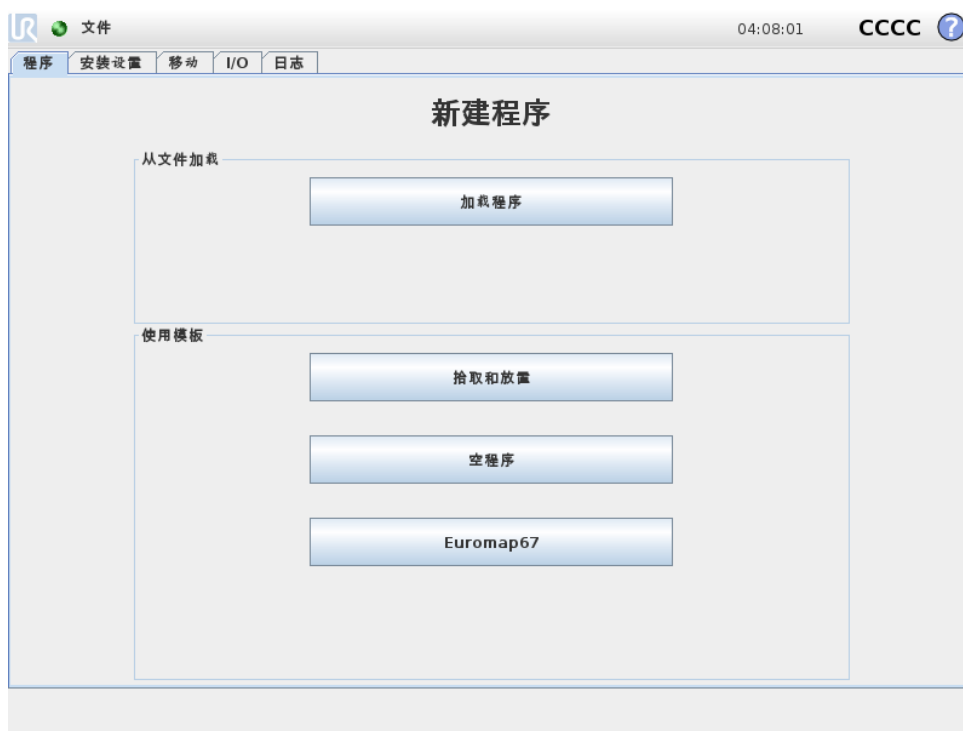 UR 文件 04:08:01 CCCC ?
程序 安装设置 移动 I/O 日志
新建程序
从文件加载
加载程序
使用模板
拾取和放置
空程序
Euromap67